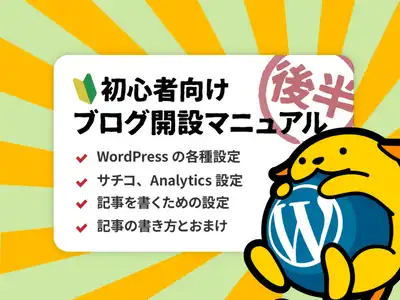 後半
初心者向け
ブログ開設マニュアル
WordPress の各種設定
サチコ、Analytics 設定
記事を書くための設定
記事の書き方とおまけ
W